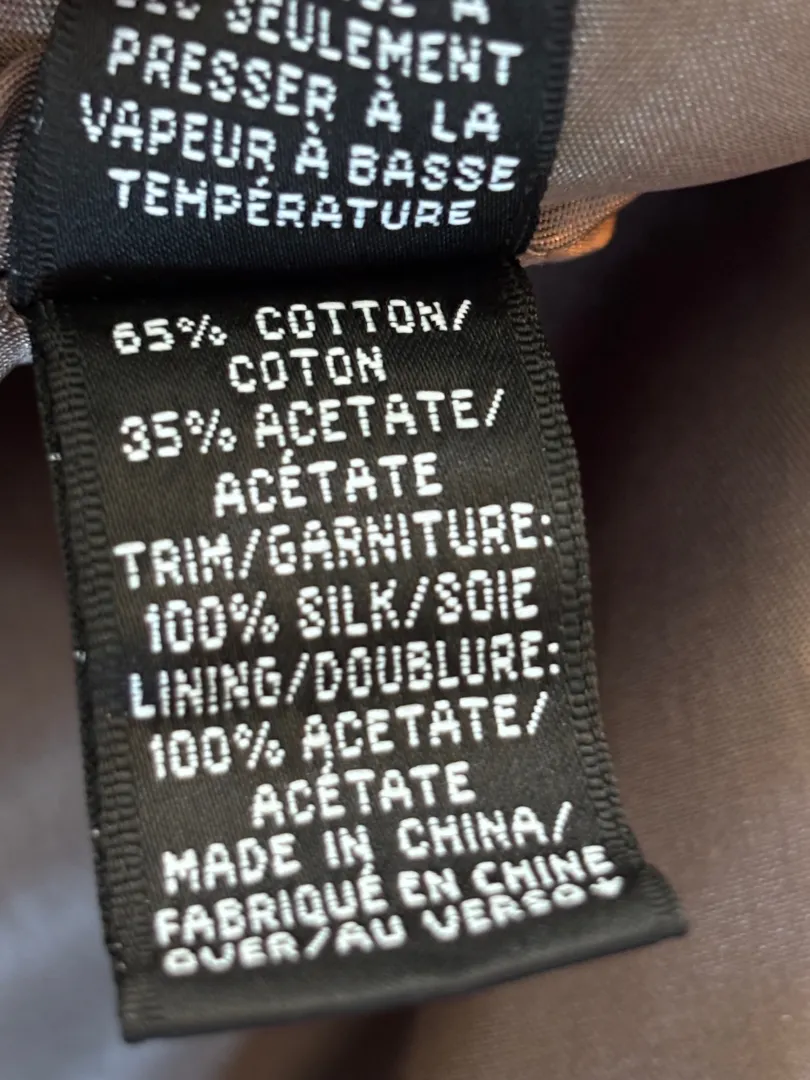 SEULEMENT
PRESSER À LA
VAPEUR À BASSE
TEMPÉRATURE
65% COTTON/
COTON
35% ACETATE/
ACÉTATE
TRIM/GARNITURE:
100% SILK/SOIE
LINING/DOUBLURE:
100% ACETATE/
ACÉTATE
MADE IN CHINA/
FABRIQUÉ EN CHINE
OVER/AU VERSO